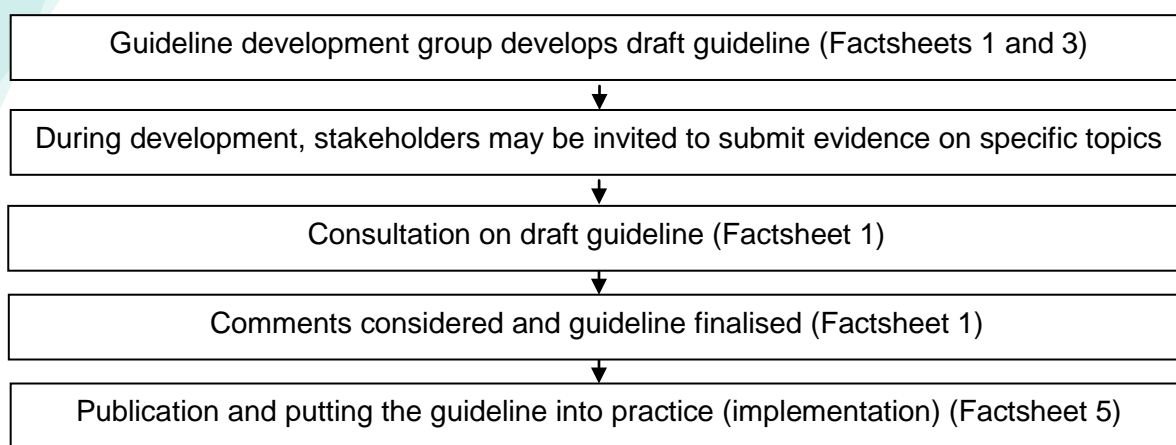 Guideline development group develops draft guideline (Factsheets 1 and 3)
During development, stakeholders may be invited to submit evidence on specific topics
Consultation on draft guideline (Factsheet 1)
Comments considered and guideline finalised (Factsheet 1)
Publication and putting the guideline into practice (implementation) (Factsheet 5)